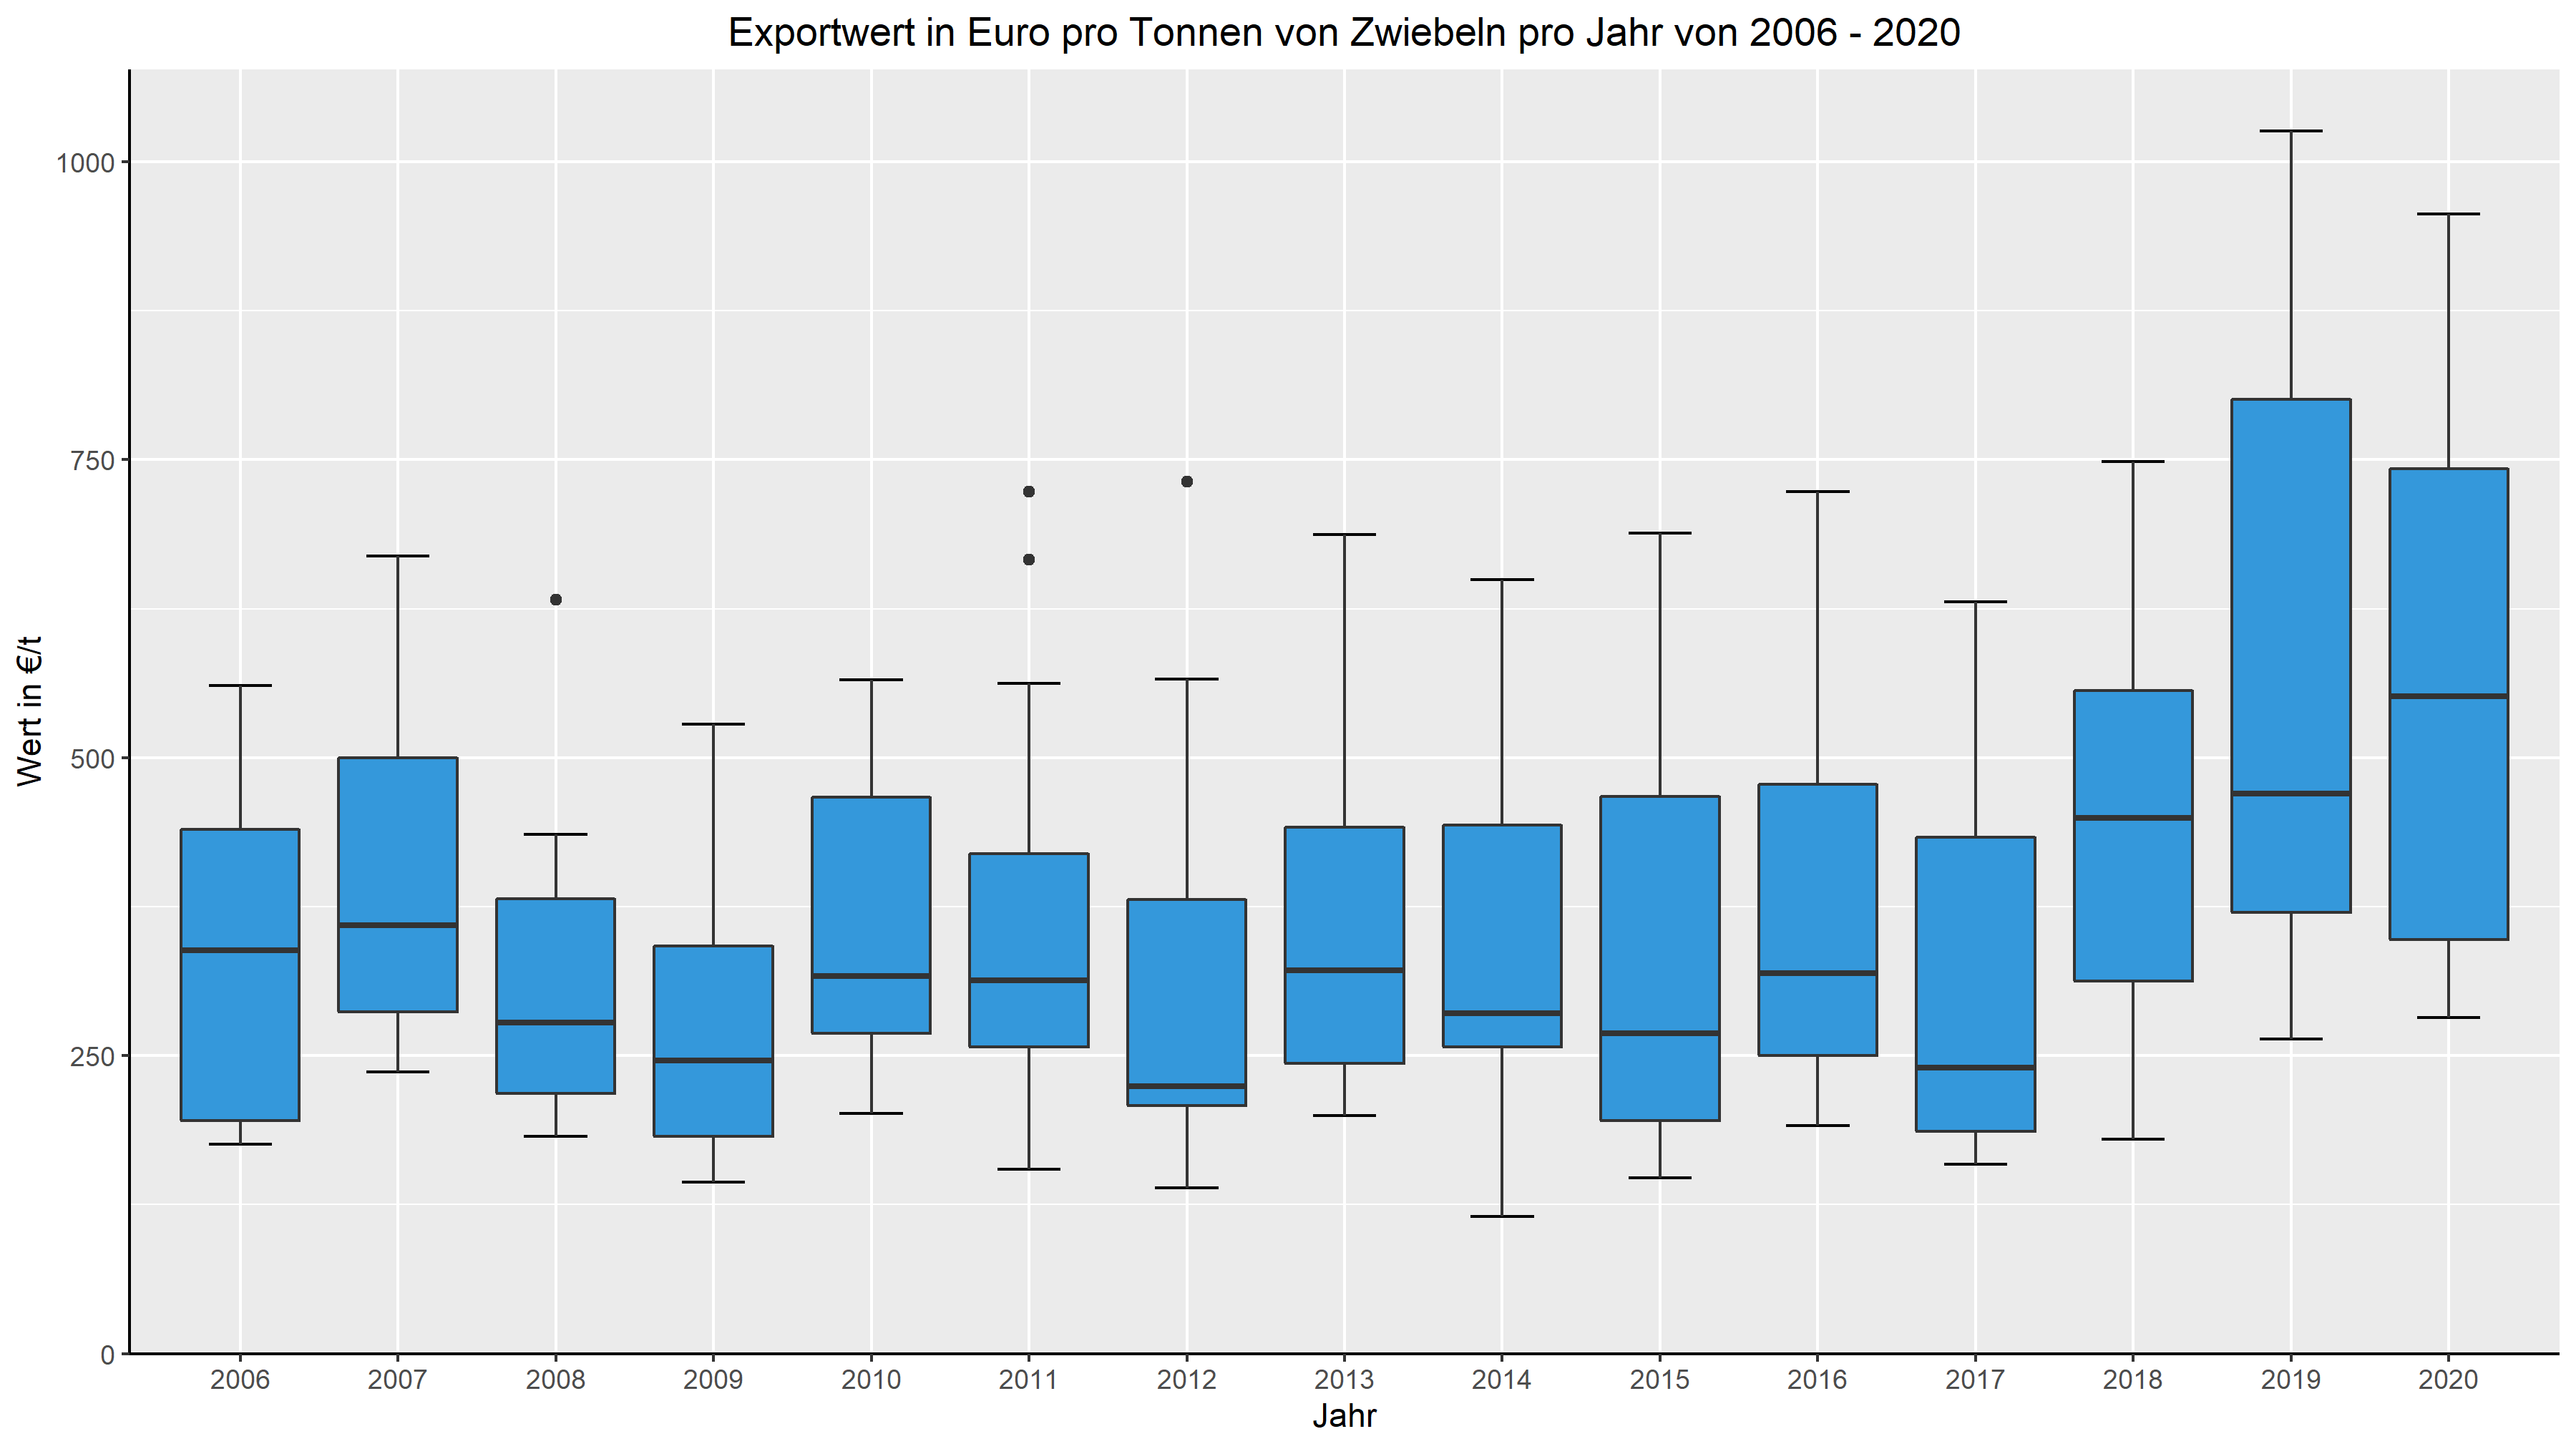 Exportwert in Euro pro Tonnen von Zwiebeln pro Jahr von 2006 - 2020
Wert in €/t
1000
750
500
250
0
2006 2007 2008 2009 2010 2011 2012 2013 2014 2015 2016 2017 2018 2019 2020
Jahr